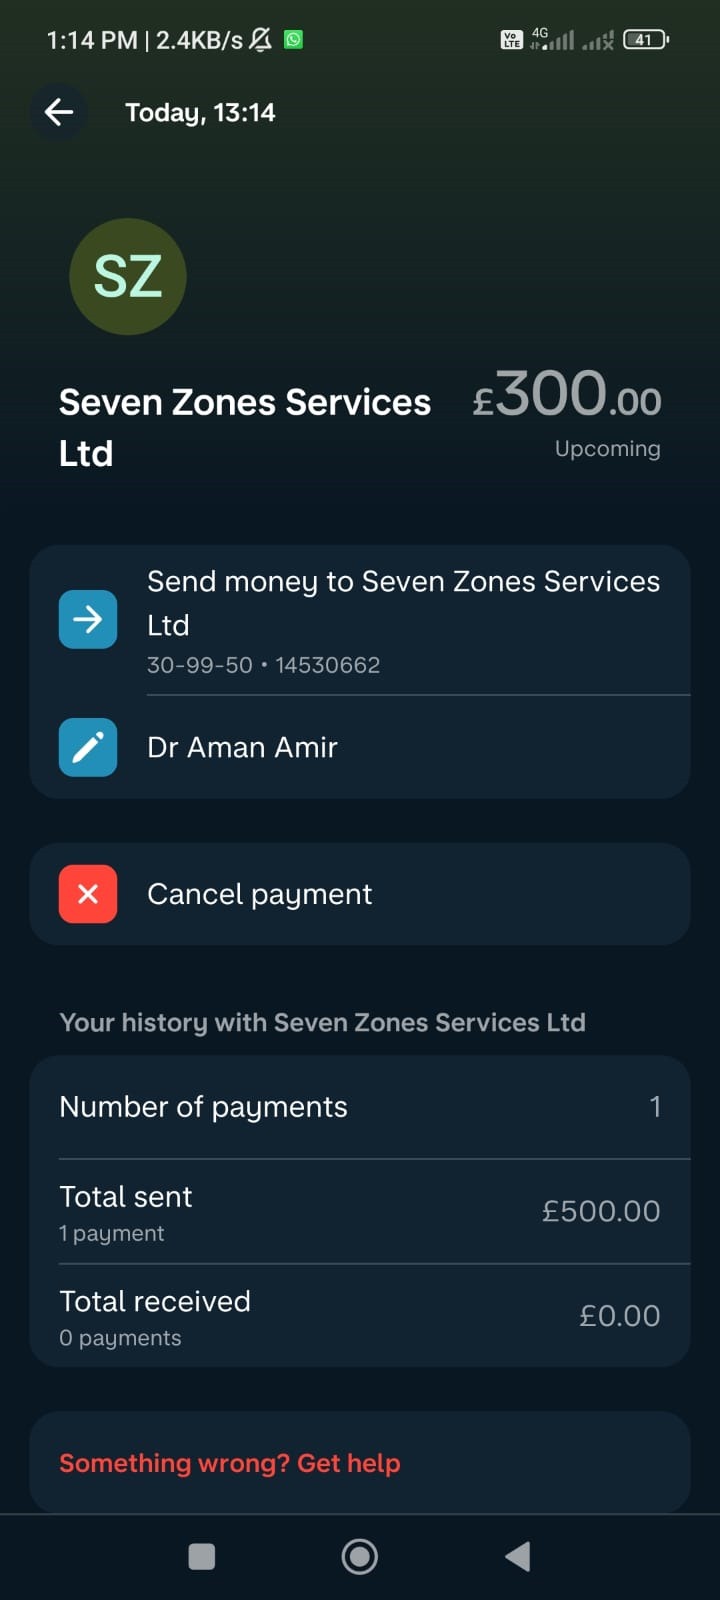 1:14 PM | 2.4KB/s
Vo LTE 4G 41
Today, 13:14
SZ
Seven Zones Services Ltd
£300.00
Upcoming
Send money to Seven Zones Services
Ltd
30-99-50 • 14530662
Dr Aman Amir
Cancel payment
Your history with Seven Zones Services Ltd
Number of payments 1
Total sent
1 payment
£500.00
Total received
0 payments
£0.00
Something wrong? Get help